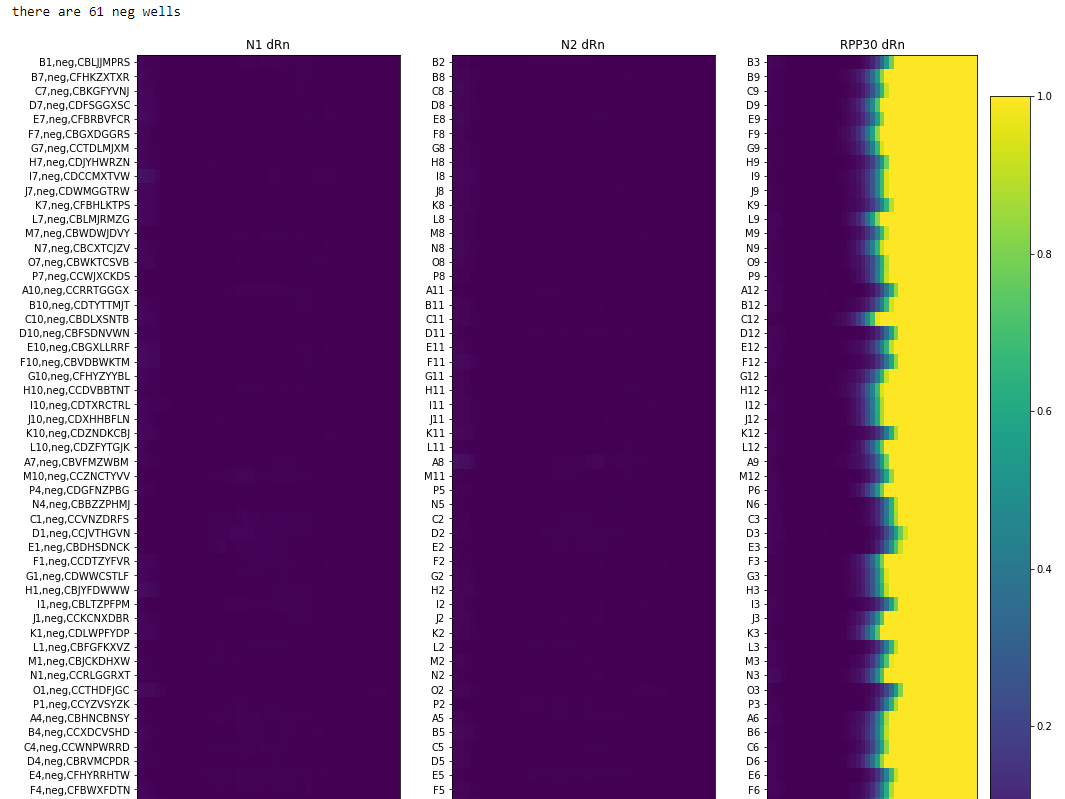 there are 61 neg wells
N1 dRn N2 dRn RPP30 dRn
B1,neg,CBLJJMPRS B2 B3
B7,neg,CFHKZXTXR B8 B9
C7,neg,CBKGFYVNJ C8 C9
D7,neg,CDFSGGXSC D8 D9
E7,neg,CFBRBVFCR E8 E9
F7,neg,CBGXDGGRS F8 F9
G7,neg,CCTDLMJXM G8 G9
H7,neg,CDJYHWRZN H8 H9
I7,neg,CDCCMXTVW I8 I9
J7,neg,CDWMGGTRW J8 J9
K7,neg,CFBHLKTPS K8 K9
L7,neg,CBLMJRMZG L8 L9
M7,neg,CBWDWJDVY M8 M9
N7,neg,CBCXTCJZV N8 N9
O7,neg,CBWKTCSVB O8 O9
P7,neg,CCWJXCKDS P8 P9
A10,neg,CCRRTGGGX A11 A12
B10,neg,CDTYTTMJT B11 B12
C10,neg,CBDLXSNTB C11 C12
D10,neg,CBFSDNVWN D11 D12
E10,neg,CBGXLLRRF E11 E12
F10,neg,CBVDBWKTM F11 F12
G10,neg,CFHYZYYBL G11 G12
H10,neg,CCDVBBTNT H11 H12
I10,neg,CDTXRCTRL I11 I12
J10,neg,CDXHHBFLN J11 J12
K10,neg,CDZNDKCBJ K11 K12
L10,neg,CDZFYTGJK L11 L12
A7,neg,CBVFMZWBM A8 A9
M10,neg,CCZNCTYVV M11 M12
P4,neg,CDGFNZPBG P5 P6
N4,neg,CBBZZPHMJ N5 N6
C1,neg,CCVNZDRFS C2 C3
D1,neg,CCJVTHGVN D2 D3
E1,neg,CBDHSDNCK E2 E3
F1,neg,CCDTZYFVR F2 F3
G1,neg,CDWWCSTLF G2 G3
H1,neg,CBJYFDWWW H2 H3
I1,neg,CBLTZPFPM I2 I3
J1,neg,CCKCNXDBR J2 J3
K1,neg,CDLWPFYDP K2 K3
L1,neg,CBFGFKXVZ L2 L3
M1,neg,CBJCKDHXW M2 M3
N1,neg,CCRLGGRXT N2 N3
O1,neg,CCTHDFJGC O2 O3
P1,neg,CCYZVSYZK P2 P3
A4,neg,CBHNCBNSY A5 A6
B4,neg,CCXDCVSHD B5 B6
C4,neg,CCWNPWRRD C5 C6
D4,neg,CBRVMCPDR D5 D6
E4,neg,CFHYRRHTW E5 E6
F4,neg,CFBWXFDTN F5 F6
1.0
0.8
0.6
0.4
0.2